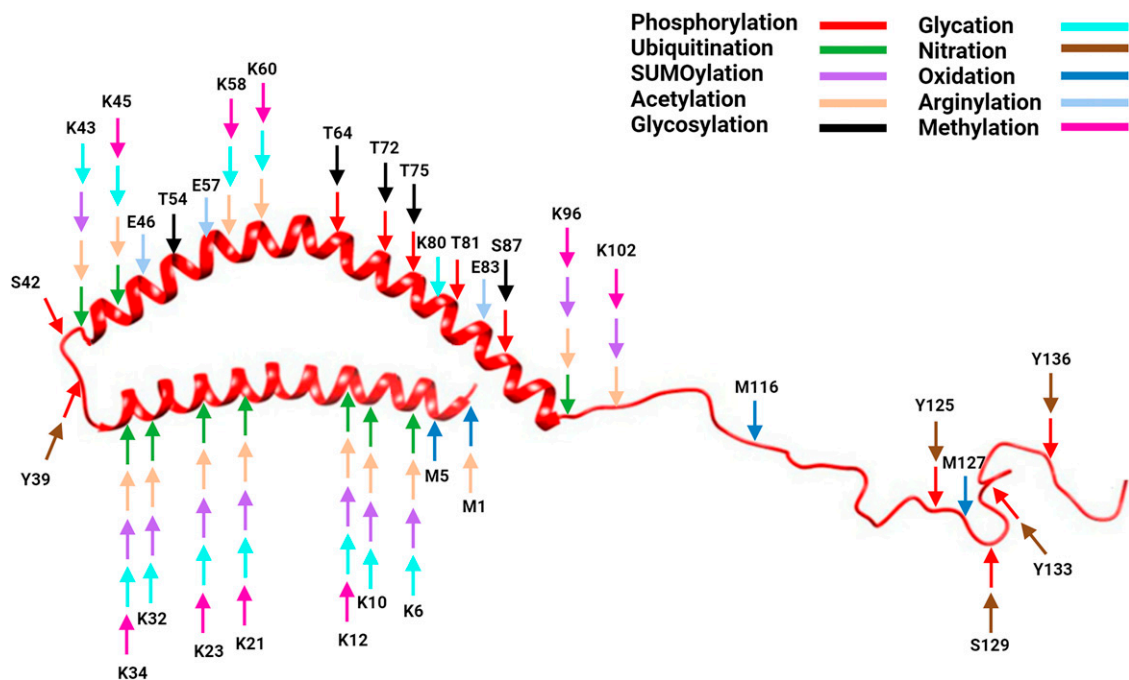 Phosphorylation
Ubiquitination
SUMOylation
Acetylation
Glycosylation
Glycation
Nitration
Oxidation
Arginylation
Methylation
K43
K45
E46
T54
E57
K58
K60
T64
T72
T75
K80
T81
E83
S87
K96
K102
S42
Y39
K34
K32
K23
K21
K12
K10
K6
M5
M1
M116
Y125
M127
Y136
Y133
S129